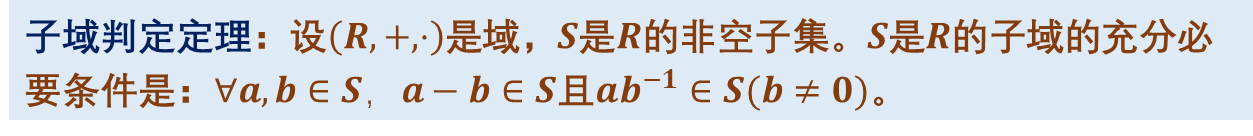 子域判定定理：设(R, +,·)是域，S是R的非空子集。S是R的子域的充分必
要条件是：∀a, b ∈ S，a − b ∈ S且ab⁻¹ ∈ S(b ≠ 0)。